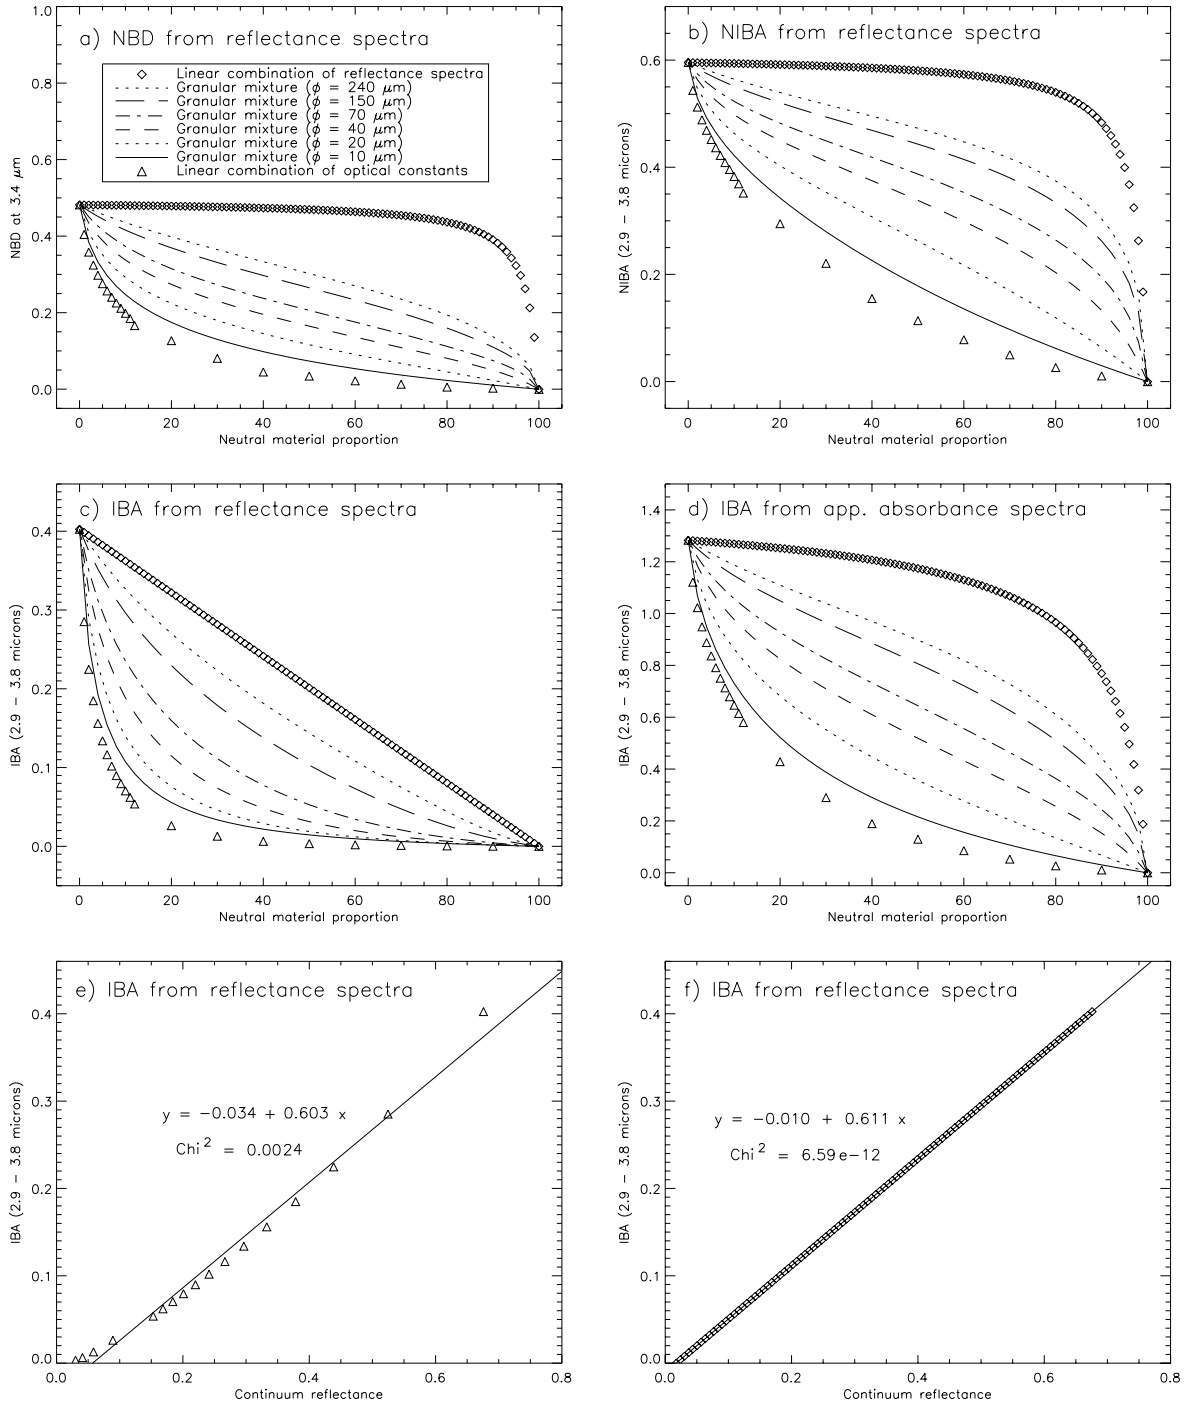 a) NBD from reflectance spectra
Linear combination of reflectance spectra
Granular mixture (ϕ = 240 μm)
Granular mixture (ϕ = 150 μm)
Granular mixture (ϕ = 70 μm)
Granular mixture (ϕ = 40 μm)
Granular mixture (ϕ = 20 μm)
Granular mixture (ϕ = 10 μm)
Linear combination of optical constants
NBD at 3.4 μm
1.0
0.8
0.6
0.4
0.2
0.0
0 20 40 60 80 100
Neutral material proportion
b) NIBA from reflectance spectra
NIBA (2.9 − 3.8 microns)
0.6
0.4
0.2
0.0
0 20 40 60 80 100
Neutral material proportion
c) IBA from reflectance spectra
IBA (2.9 − 3.8 microns)
0.4
0.3
0.2
0.1
0.0
0 20 40 60 80 100
Neutral material proportion
d) IBA from app. absorbance spectra
IBA (2.9 − 3.8 microns)
1.4
1.2
1.0
0.8
0.6
0.4
0.2
0.0
0 20 40 60 80 100
Neutral material proportion
e) IBA from reflectance spectra
y = −0.034 + 0.603 x
Chi² = 0.0024
IBA (2.9 − 3.8 microns)
0.4
0.3
0.2
0.1
0.0
0.0 0.2 0.4 0.6 0.8
Continuum reflectance
f) IBA from reflectance spectra
y = −0.010 + 0.611 x
Chi² = 6.59e−12
IBA (2.9 − 3.8 microns)
0.4
0.3
0.2
0.1
0.0
0.0 0.2 0.4 0.6 0.8
Continuum reflectance